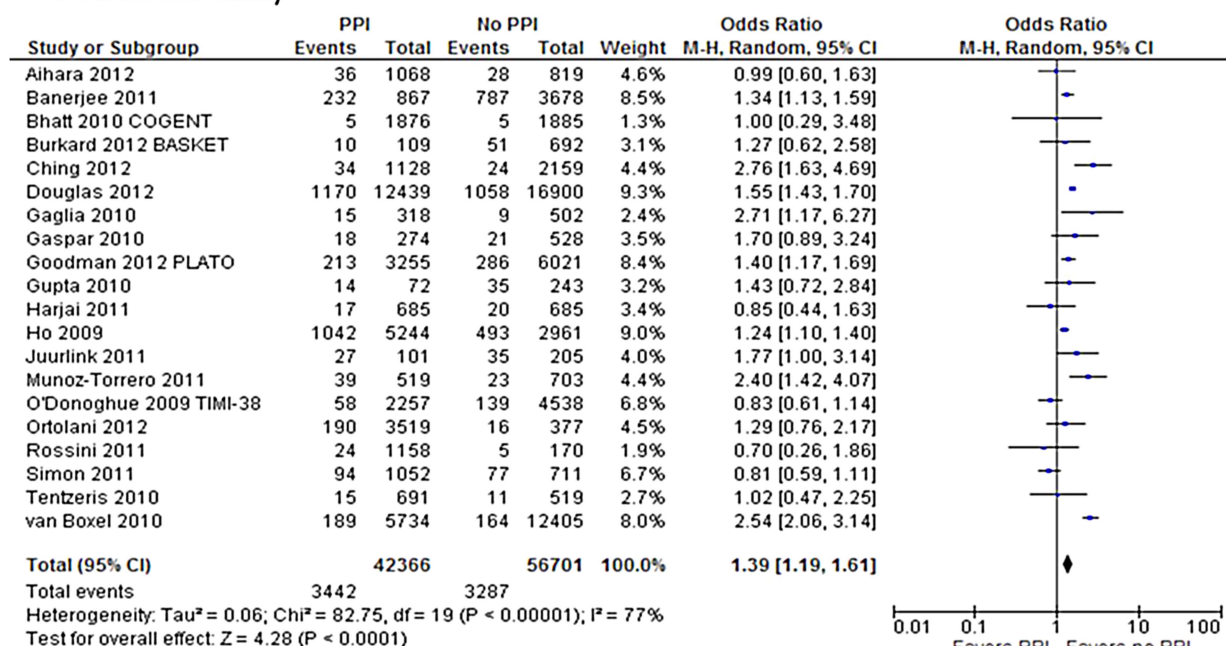 PPI No PPI Odds Ratio Odds Ratio
Study or Subgroup Events Total Events Total Weight M-H, Random, 95% CI M-H, Random, 95% CI
Aihara 2012 36 1068 28 819 4.6% 0.99 [0.60, 1.63]
Banerjee 2011 232 867 787 3678 8.5% 1.34 [1.13, 1.59]
Bhatt 2010 COGENT 5 1876 5 1885 1.3% 1.00 [0.29, 3.48]
Burkard 2012 BASKET 10 109 51 692 3.1% 1.27 [0.62, 2.58]
Ching 2012 34 1128 24 2159 4.4% 2.76 [1.63, 4.69]
Douglas 2012 1170 12439 1058 16900 9.3% 1.55 [1.43, 1.70]
Gaglia 2010 15 318 9 502 2.4% 2.71 [1.17, 6.27]
Gaspar 2010 18 274 21 528 3.5% 1.70 [0.89, 3.24]
Goodman 2012 PLATO 213 3255 286 6021 8.4% 1.40 [1.17, 1.69]
Gupta 2010 14 72 35 243 3.2% 1.43 [0.72, 2.84]
Harjai 2011 17 685 20 685 3.4% 0.85 [0.44, 1.63]
Ho 2009 1042 5244 493 2961 9.0% 1.24 [1.10, 1.40]
Juurlink 2011 27 101 35 205 4.0% 1.77 [1.00, 3.14]
Munoz-Torrero 2011 39 519 23 703 4.4% 2.40 [1.42, 4.07]
O'Donoghue 2009 TIMI-38 58 2257 139 4538 6.8% 0.83 [0.61, 1.14]
Ortolani 2012 190 3519 16 377 4.5% 1.29 [0.76, 2.17]
Rossini 2011 24 1158 5 170 1.9% 0.70 [0.26, 1.86]
Simon 2011 94 1052 77 711 6.7% 0.81 [0.59, 1.11]
Tentzeris 2010 15 691 11 519 2.7% 1.02 [0.47, 2.25]
van Boxel 2010 189 5734 164 12405 8.0% 2.54 [2.06, 3.14]
Total (95% CI) 42366 56701 100.0% 1.39 [1.19, 1.61]
Total events 3442 3287
Heterogeneity: Tau² = 0.06; Chi² = 82.75, df = 19 (P < 0.00001); I² = 77%
Test for overall effect: Z = 4.28 (P < 0.0001)
0.01 0.1 1 10 100
Favors PPI Favors no PPI